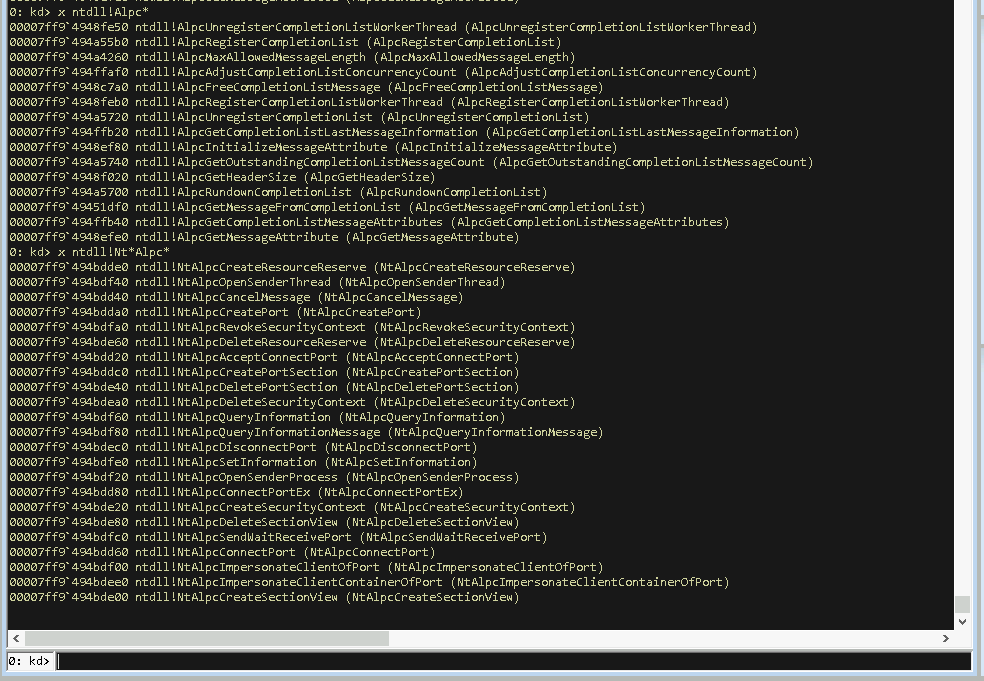 0: kd> x ntdll!Alpc*
00007ff9`4948fe50 ntdll!AlpcUnregisterCompletionListWorkerThread (AlpcUnregisterCompletionListWorkerThread)
00007ff9`494a55b0 ntdll!AlpcRegisterCompletionList (AlpcRegisterCompletionList)
00007ff9`494a4260 ntdll!AlpcMaxAllowedMessageLength (AlpcMaxAllowedMessageLength)
00007ff9`494ffaf0 ntdll!AlpcAdjustCompletionListConcurrencyCount (AlpcAdjustCompletionListConcurrencyCount)
00007ff9`4948c7a0 ntdll!AlpcFreeCompletionListMessage (AlpcFreeCompletionListMessage)
00007ff9`4948feb0 ntdll!AlpcRegisterCompletionListWorkerThread (AlpcRegisterCompletionListWorkerThread)
00007ff9`494a5720 ntdll!AlpcUnregisterCompletionList (AlpcUnregisterCompletionList)
00007ff9`494ffb20 ntdll!AlpcGetCompletionListLastMessageInformation (AlpcGetCompletionListLastMessageInformation)
00007ff9`4948ef80 ntdll!AlpcInitializeMessageAttribute (AlpcInitializeMessageAttribute)
00007ff9`494a5740 ntdll!AlpcGetOutstandingCompletionListMessageCount (AlpcGetOutstandingCompletionListMessageCount)
00007ff9`4948f020 ntdll!AlpcGetHeaderSize (AlpcGetHeaderSize)
00007ff9`494a5700 ntdll!AlpcRundownCompletionList (AlpcRundownCompletionList)
00007ff9`49451df0 ntdll!AlpcGetMessageFromCompletionList (AlpcGetMessageFromCompletionList)
00007ff9`494ffb40 ntdll!AlpcGetCompletionListMessageAttributes (AlpcGetCompletionListMessageAttributes)
00007ff9`4948efe0 ntdll!AlpcGetMessageAttribute (AlpcGetMessageAttribute)
0: kd> x ntdll!Nt*Alpc*
00007ff9`494bdde0 ntdll!NtAlpcCreateResourceReserve (NtAlpcCreateResourceReserve)
00007ff9`494bdf40 ntdll!NtAlpcOpenSenderThread (NtAlpcOpenSenderThread)
00007ff9`494bdd40 ntdll!NtAlpcCancelMessage (NtAlpcCancelMessage)
00007ff9`494bdda0 ntdll!NtAlpcCreatePort (NtAlpcCreatePort)
00007ff9`494bdfa0 ntdll!NtAlpcRevokeSecurityContext (NtAlpcRevokeSecurityContext)
00007ff9`494bde60 ntdll!NtAlpcDeleteResourceReserve (NtAlpcDeleteResourceReserve)
00007ff9`494bdd20 ntdll!NtAlpcAcceptConnectPort (NtAlpcAcceptConnectPort)
00007ff9`494bddc0 ntdll!NtAlpcCreatePortSection (NtAlpcCreatePortSection)
00007ff9`494bde40 ntdll!NtAlpcDeletePortSection (NtAlpcDeletePortSection)
00007ff9`494bdea0 ntdll!NtAlpcDeleteSecurityContext (NtAlpcDeleteSecurityContext)
00007ff9`494bdf60 ntdll!NtAlpcQueryInformation (NtAlpcQueryInformation)
00007ff9`494bdf80 ntdll!NtAlpcQueryInformationMessage (NtAlpcQueryInformationMessage)
00007ff9`494bdec0 ntdll!NtAlpcDisconnectPort (NtAlpcDisconnectPort)
00007ff9`494bdfe0 ntdll!NtAlpcSetInformation (NtAlpcSetInformation)
00007ff9`494bdf20 ntdll!NtAlpcOpenSenderProcess (NtAlpcOpenSenderProcess)
00007ff9`494bdd80 ntdll!NtAlpcConnectPortEx (NtAlpcConnectPortEx)
00007ff9`494bde20 ntdll!NtAlpcCreateSecurityContext (NtAlpcCreateSecurityContext)
00007ff9`494bde80 ntdll!NtAlpcDeleteSectionView (NtAlpcDeleteSectionView)
00007ff9`494bdfc0 ntdll!NtAlpcSendWaitReceivePort (NtAlpcSendWaitReceivePort)
00007ff9`494bdd60 ntdll!NtAlpcConnectPort (NtAlpcConnectPort)
00007ff9`494bdf00 ntdll!NtAlpcImpersonateClientOfPort (NtAlpcImpersonateClientOfPort)
00007ff9`494bdee0 ntdll!NtAlpcImpersonateClientContainerOfPort (NtAlpcImpersonateClientContainerOfPort)
00007ff9`494bde00 ntdll!NtAlpcCreateSectionView (NtAlpcCreateSectionView)
0: kd>